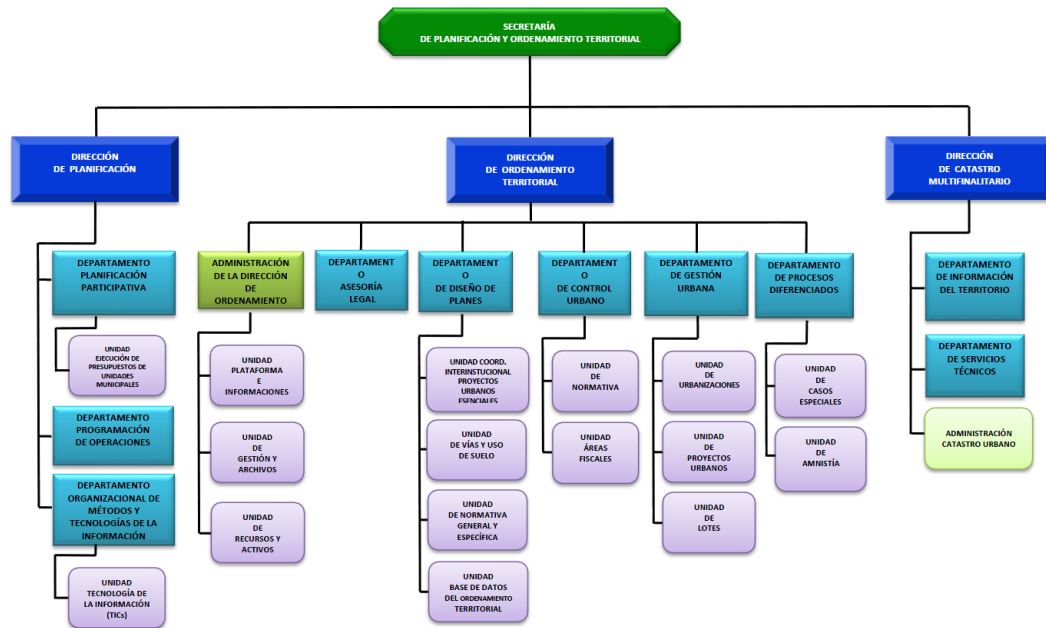 SECRETARÍA
DE PLANIFICACIÓN Y ORDENAMIENTO TERRITORIAL
DIRECCIÓN
DE PLANIFICACIÓN
DIRECCIÓN
DE ORDENAMIENTO
TERRITORIAL
DIRECCIÓN
DE CATASTRO
MULTIFINALITARIO
DEPARTAMENTO
PLANIFICACIÓN
PARTICIPATIVA
UNIDAD
EJECUCIÓN DE
PRESUPUESTOS DE
UNIDADES
MUNICIPALES
DEPARTAMENTO
PROGRAMACIÓN
DE OPERACIONES
DEPARTAMENTO
ORGANIZACIONAL DE
MÉTODOS Y
TECNOLOGÍAS DE LA
INFORMACIÓN
UNIDAD
TECNOLOGÍA DE
LA INFORMACIÓN
(TICs)
ADMINISTRACIÓN
DE LA DIRECCIÓN
DE
ORDENAMIENTO
UNIDAD
PLATAFORMA
E
INFORMACIONES
UNIDAD
DE
GESTIÓN Y
ARCHIVOS
UNIDAD
DE
RECURSOS Y
ACTIVOS
DEPARTAMENT
O
ASESORÍA
LEGAL
DEPARTAMENT
O
DE DISEÑO DE
PLANES
UNIDAD COORD.
INTERINSTUCIONAL
PROYECTOS
URBANOS
ESENCIALES
UNIDAD
DE VÍAS Y USO
DE SUELO
UNIDAD
DE NORMATIVA
GENERAL Y
ESPECÍFICA
UNIDAD
BASE DE DATOS
DEL ORDENAMIENTO
TERRITORIAL
DEPARTAMENT
O
DE CONTROL
URBANO
UNIDAD
DE
NORMATIVA
UNIDAD
ÁREAS
FISCALES
DEPARTAMENTO
DE GESTIÓN
URBANA
UNIDAD
DE
URBANIZACIONES
UNIDAD
DE
PROYECTOS
URBANOS
UNIDAD
DE
LOTES
DEPARTAMENTO
DE PROCESOS
DIFERENCIADOS
UNIDAD
DE
CASOS
ESPECIALES
UNIDAD
DE
AMNISTÍA
DEPARTAMENTO
DE INFORMACIÓN
DEL TERRITORIO
DEPARTAMENTO
DE SERVICIOS
TÉCNICOS
ADMINISTRACIÓN
CATASTRO URBANO